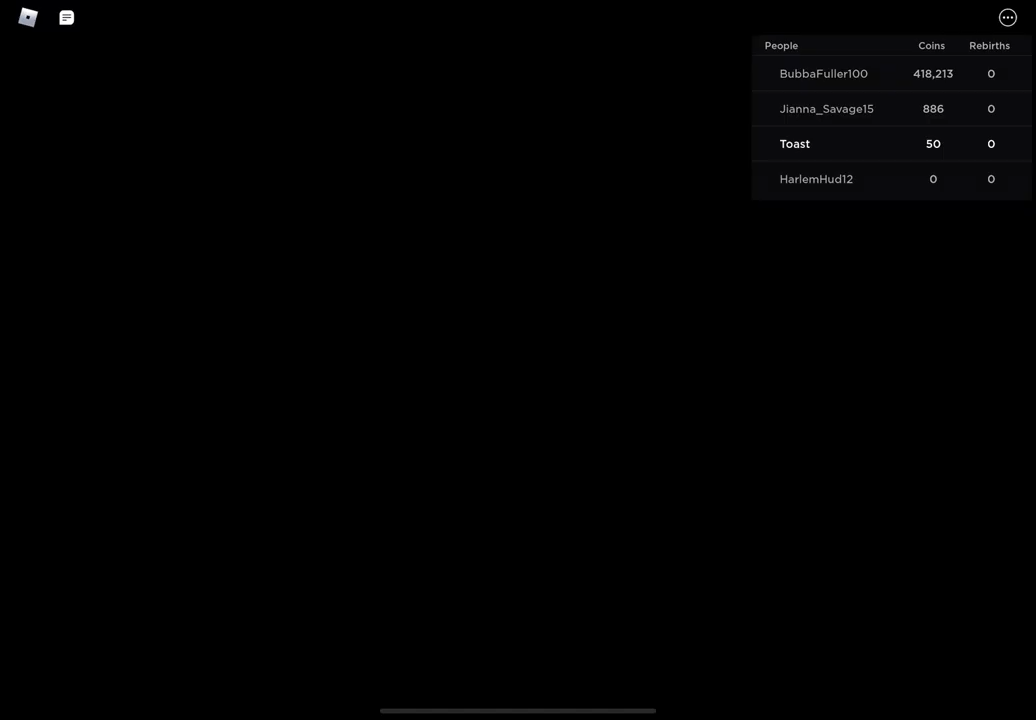 People Coins Rebirths
BubbaFuller100 418,213 0
Jianna_Savage15 886 0
Toast 50 0
HarlemHud12 0 0